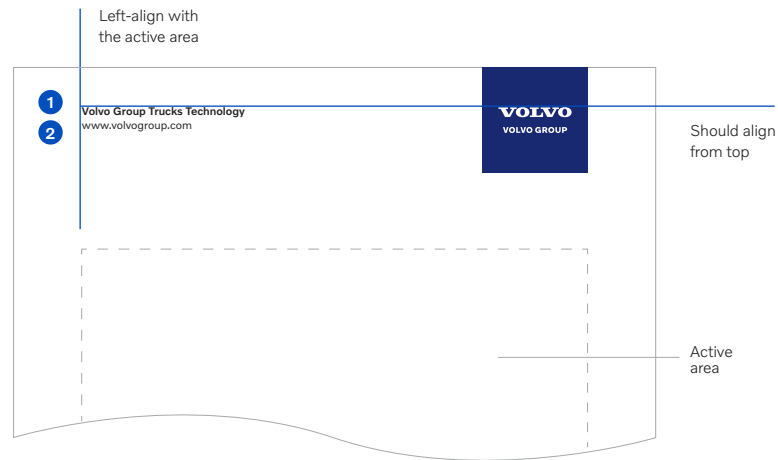 Left-align with
the active area
1
Volvo Group Trucks Technology
2
www.volvogroup.com
VOLVO
VOLVO GROUP
Should align
from top
Active
area